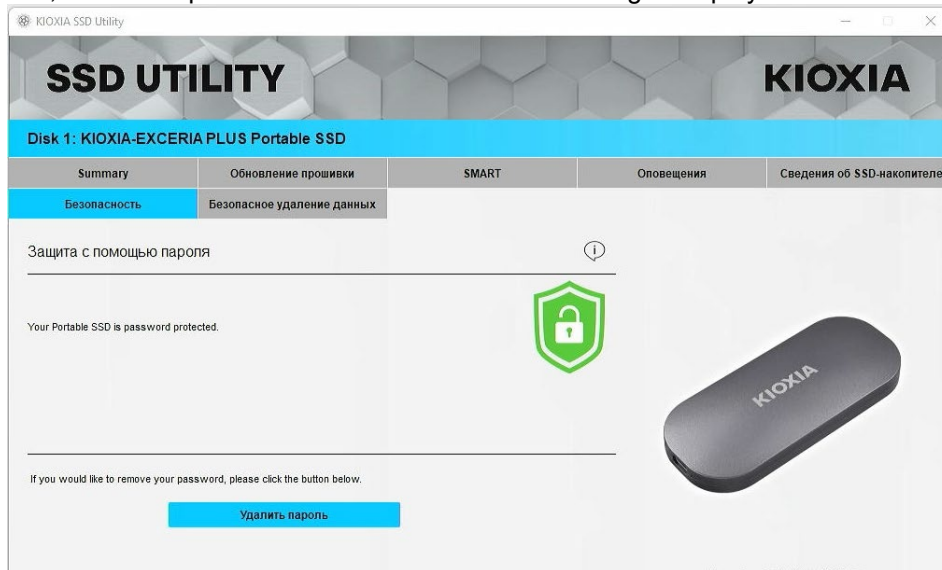 KIOXIA SSD Utility
SSD UTILITY
KIOXIA
Disk 1: KIOXIA-EXCERIA PLUS Portable SSD
Summary
Обновление прошивки
SMART
Оповещения
Сведения об SSD-накопителе
Безопасность
Безопасное удаление данных
Защита с помощью пароля
Your Portable SSD is password protected.
KIOXIA
If you would like to remove your password, please click the button below.
Удалить пароль